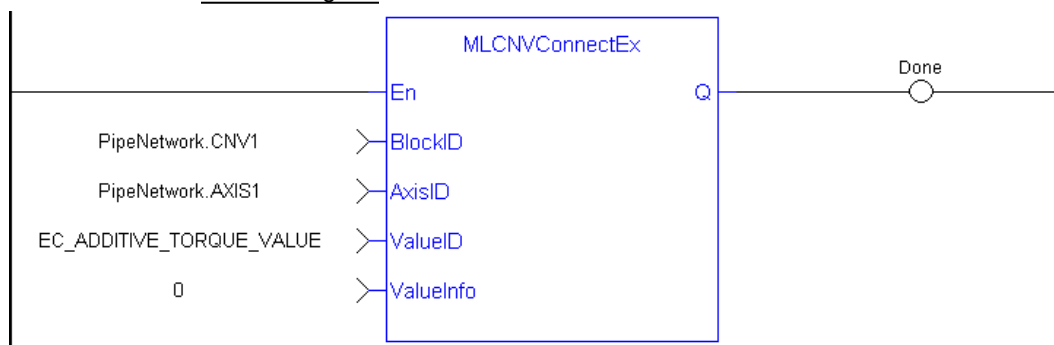 MLCNVConnectEx
Done
En
Q
PipeNetwork.CNV1
BlockID
PipeNetwork.AXIS1
AxisID
EC_ADDITIVE_TORQUE_VALUE
ValueID
0
ValueInfo